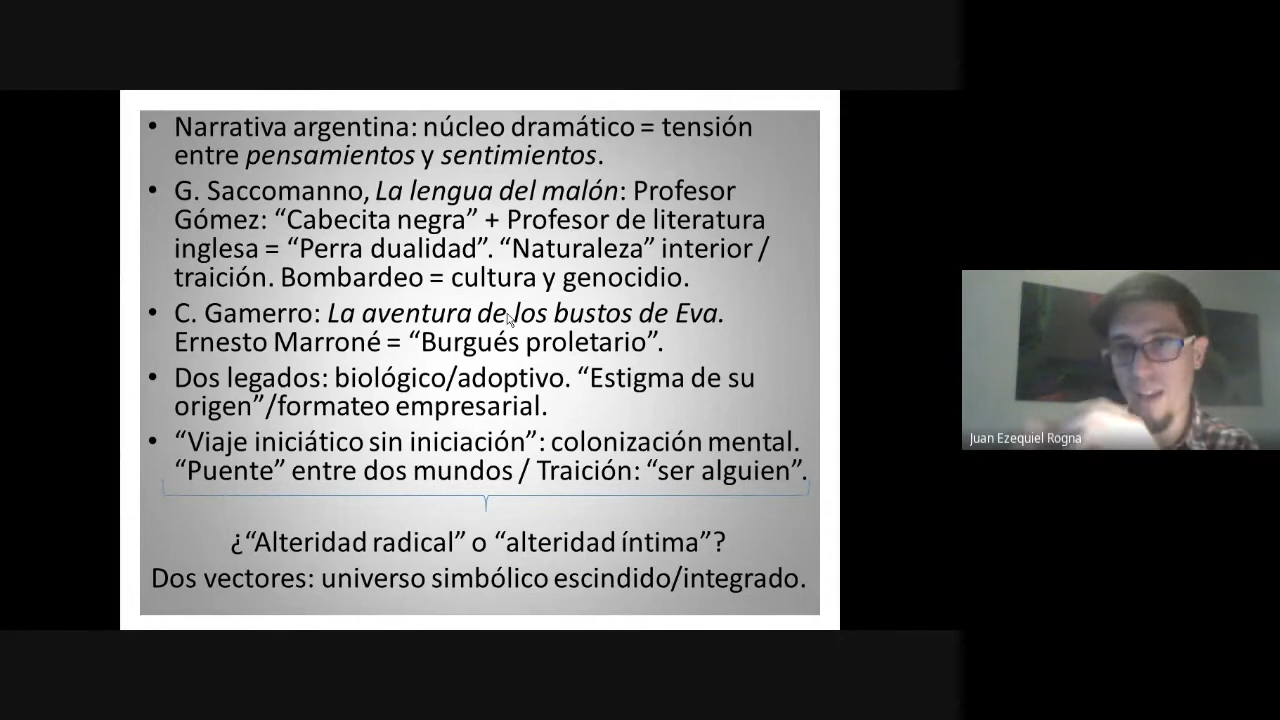 • Narrativa argentina: núcleo dramático = tensión
entre pensamientos y sentimientos.
• G. Saccomanno, La lengua del malón: Profesor
Gómez: “Cabecita negra” + Profesor de literatura
inglesa = “Perra dualidad”. “Naturaleza” interior /
traición. Bombardeo = cultura y genocidio.
• C. Gamerro: La aventura de los bustos de Eva.
Ernesto Marroné = “Burgués proletario”.
• Dos legados: biológico/adoptivo. “Estigma de su
origen”/formateo empresarial.
• “Viaje iniciático sin iniciación”: colonización mental.
“Puente” entre dos mundos / Traición: “ser alguien”.
¿“Alteridad radical” o “alteridad íntima”?
Dos vectores: universo simbólico escindido/integrado.
Juan Ezequiel Rogna